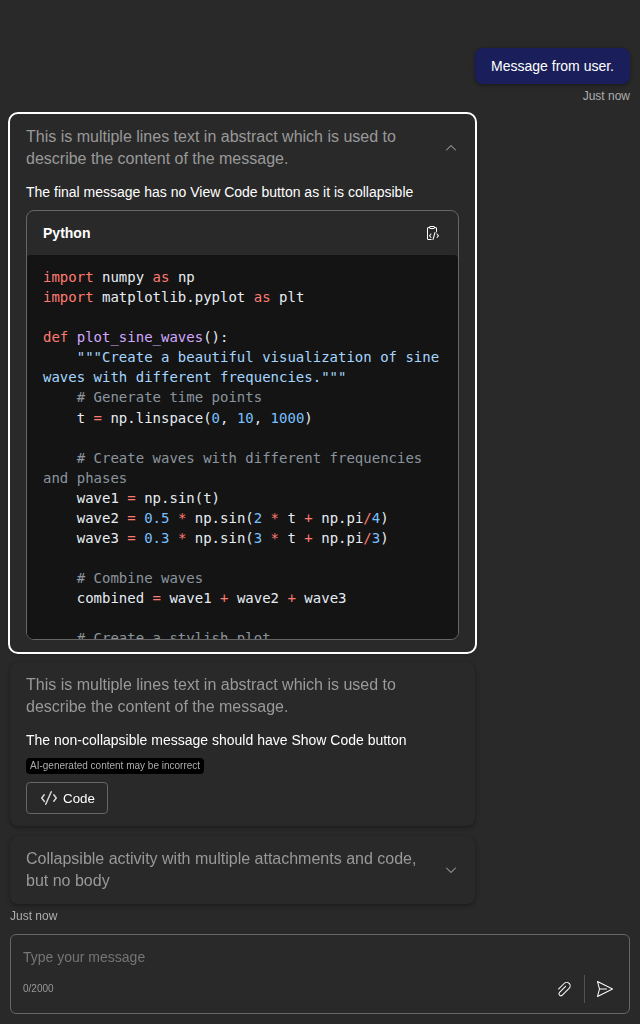 Message from user.
Just now
This is multiple lines text in abstract which is used to
describe the content of the message.
The final message has no View Code button as it is collapsible
Python
import numpy as np
import matplotlib.pyplot as plt
def plot_sine_waves():
    """Create a beautiful visualization of sine
waves with different frequencies."""
    # Generate time points
    t = np.linspace(0, 10, 1000)
    # Create waves with different frequencies
and phases
    wave1 = np.sin(t)
    wave2 = 0.5 * np.sin(2 * t + np.pi/4)
    wave3 = 0.3 * np.sin(3 * t + np.pi/3)
    # Combine waves
    combined = wave1 + wave2 + wave3
    # Create a stylish plot
This is multiple lines text in abstract which is used to
describe the content of the message.
The non-collapsible message should have Show Code button
AI-generated content may be incorrect
Code
Collapsible activity with multiple attachments and code,
but no body
Just now
Type your message
0/2000